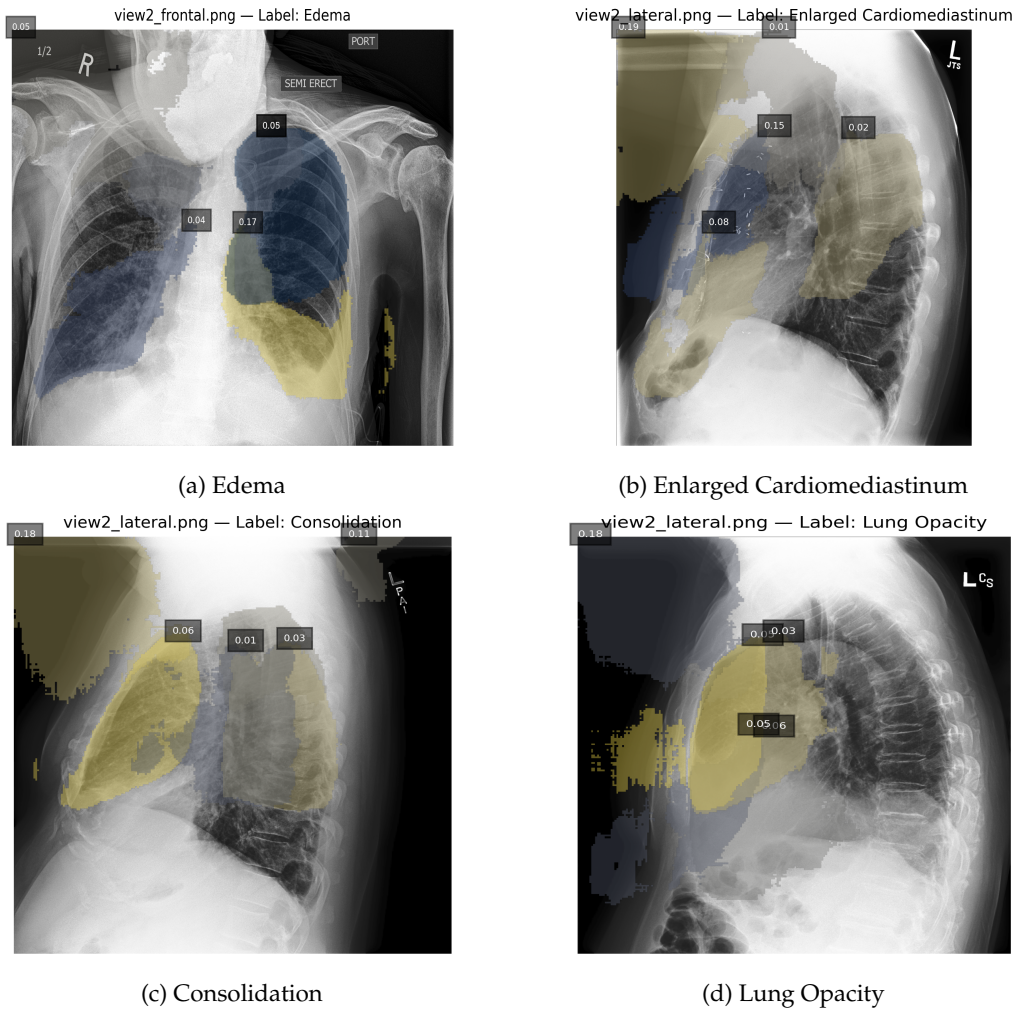 view2_frontal.png — Label: Edema
0.05
1/2
R
PORT
SEMI ERECT
0.05
0.04
0.17
(a) Edema
view2_lateral.png — Label: Enlarged Cardiomediastinum
0.19
0.01
L
JTS
0.15
0.02
0.08
(b) Enlarged Cardiomediastinum
view2_lateral.png — Label: Consolidation
0.18
0.11
L
0.06
0.01
0.03
(c) Consolidation
view2_lateral.png — Label: Lung Opacity
0.18
L CS
0.03
0.05
(d) Lung Opacity